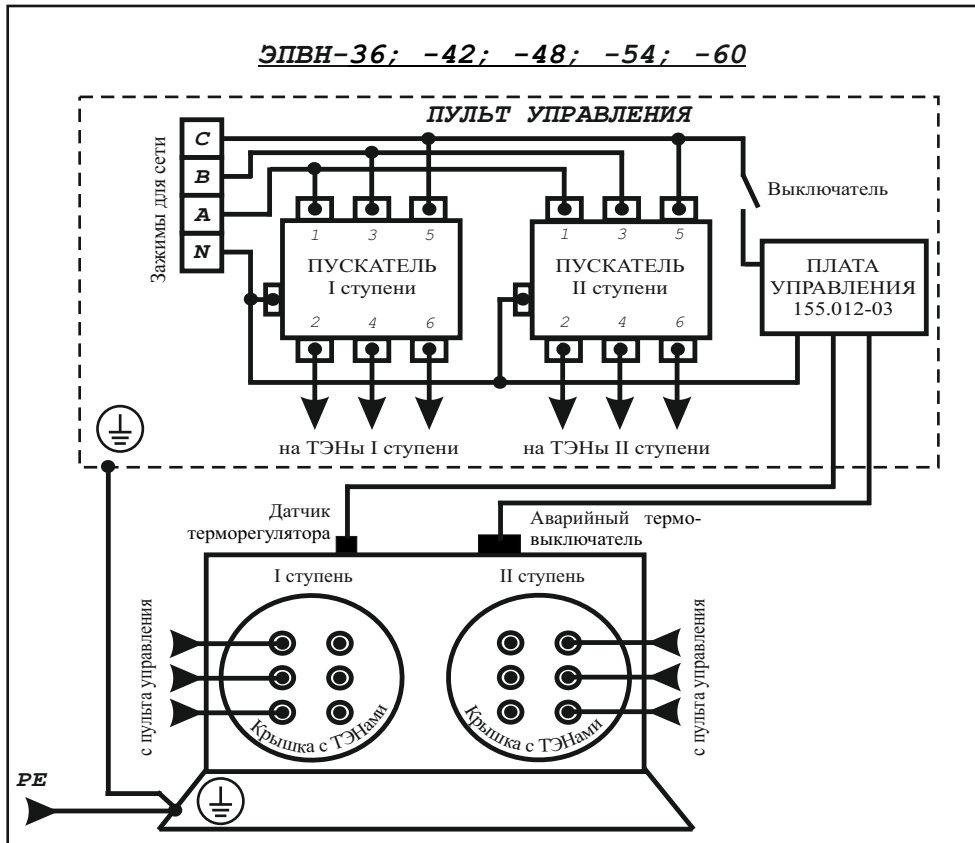 ЭПВН-36; -42; -48; -54; -60
ПУЛЬТ УПРАВЛЕНИЯ
Зажимы для сети
C
B
A
N
Выключатель
1 3 5
ПУСКАТЕЛЬ
I ступени
2 4 6
1 3 5
ПУСКАТЕЛЬ
II ступени
2 4 6
ПЛАТА
УПРАВЛЕНИЯ
155.012-03
на ТЭНы I ступени
на ТЭНы II ступени
Датчик
терморегулятора
Аварийный термо-
выключатель
I ступень
II ступень
с пульта управления
Крышка с ТЭНами
Крышка с ТЭНами
с пульта управления
PE